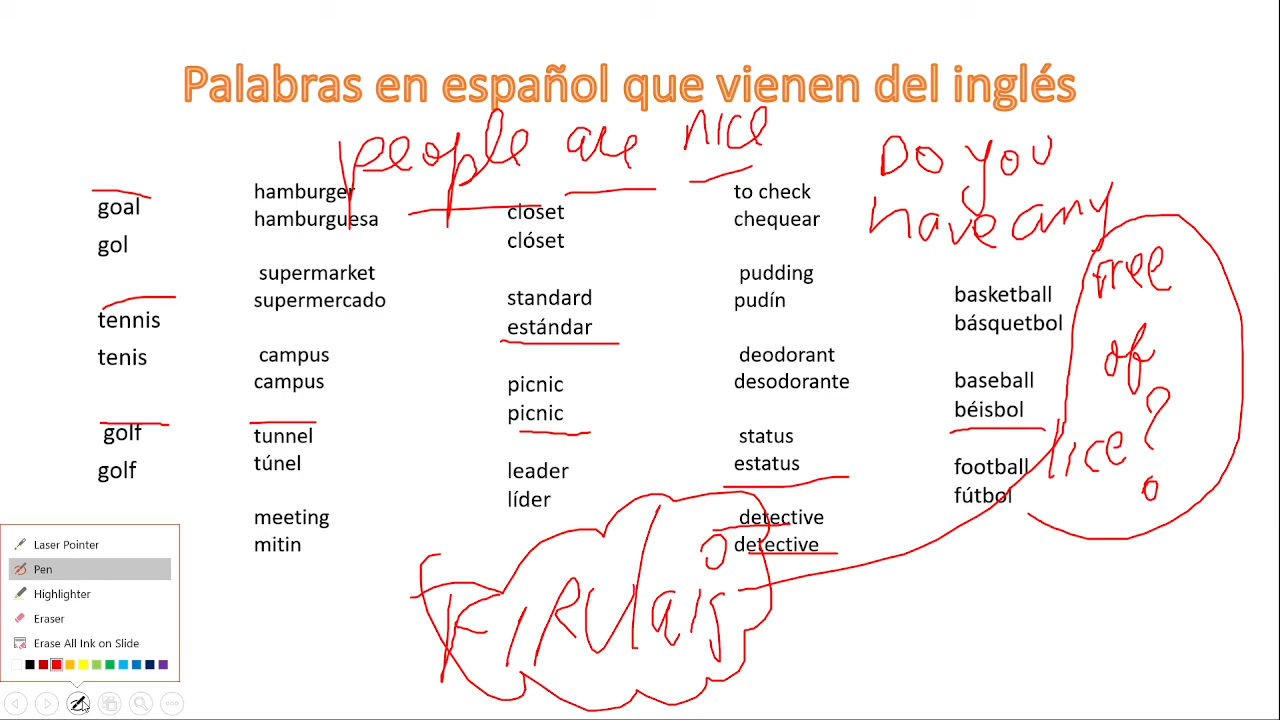 Palabras en español que vienen del inglés
people are nice
Do you
have any
free
of
lice?
goal
gol
tennis
tenis
golf
golf
hamburger
hamburguesa
supermarket
supermercado
campus
campus
tunnel
túnel
meeting
mitin
closet
clóset
standard
estándar
picnic
picnic
leader
líder
to check
chequear
pudding
pudín
deodorant
desodorante
status
estatus
detective
detective
basketball
básquetbol
baseball
béisbol
football
fútbol
FIRulais
Laser Pointer
Pen
Highlighter
Eraser
Erase All Ink on Slide